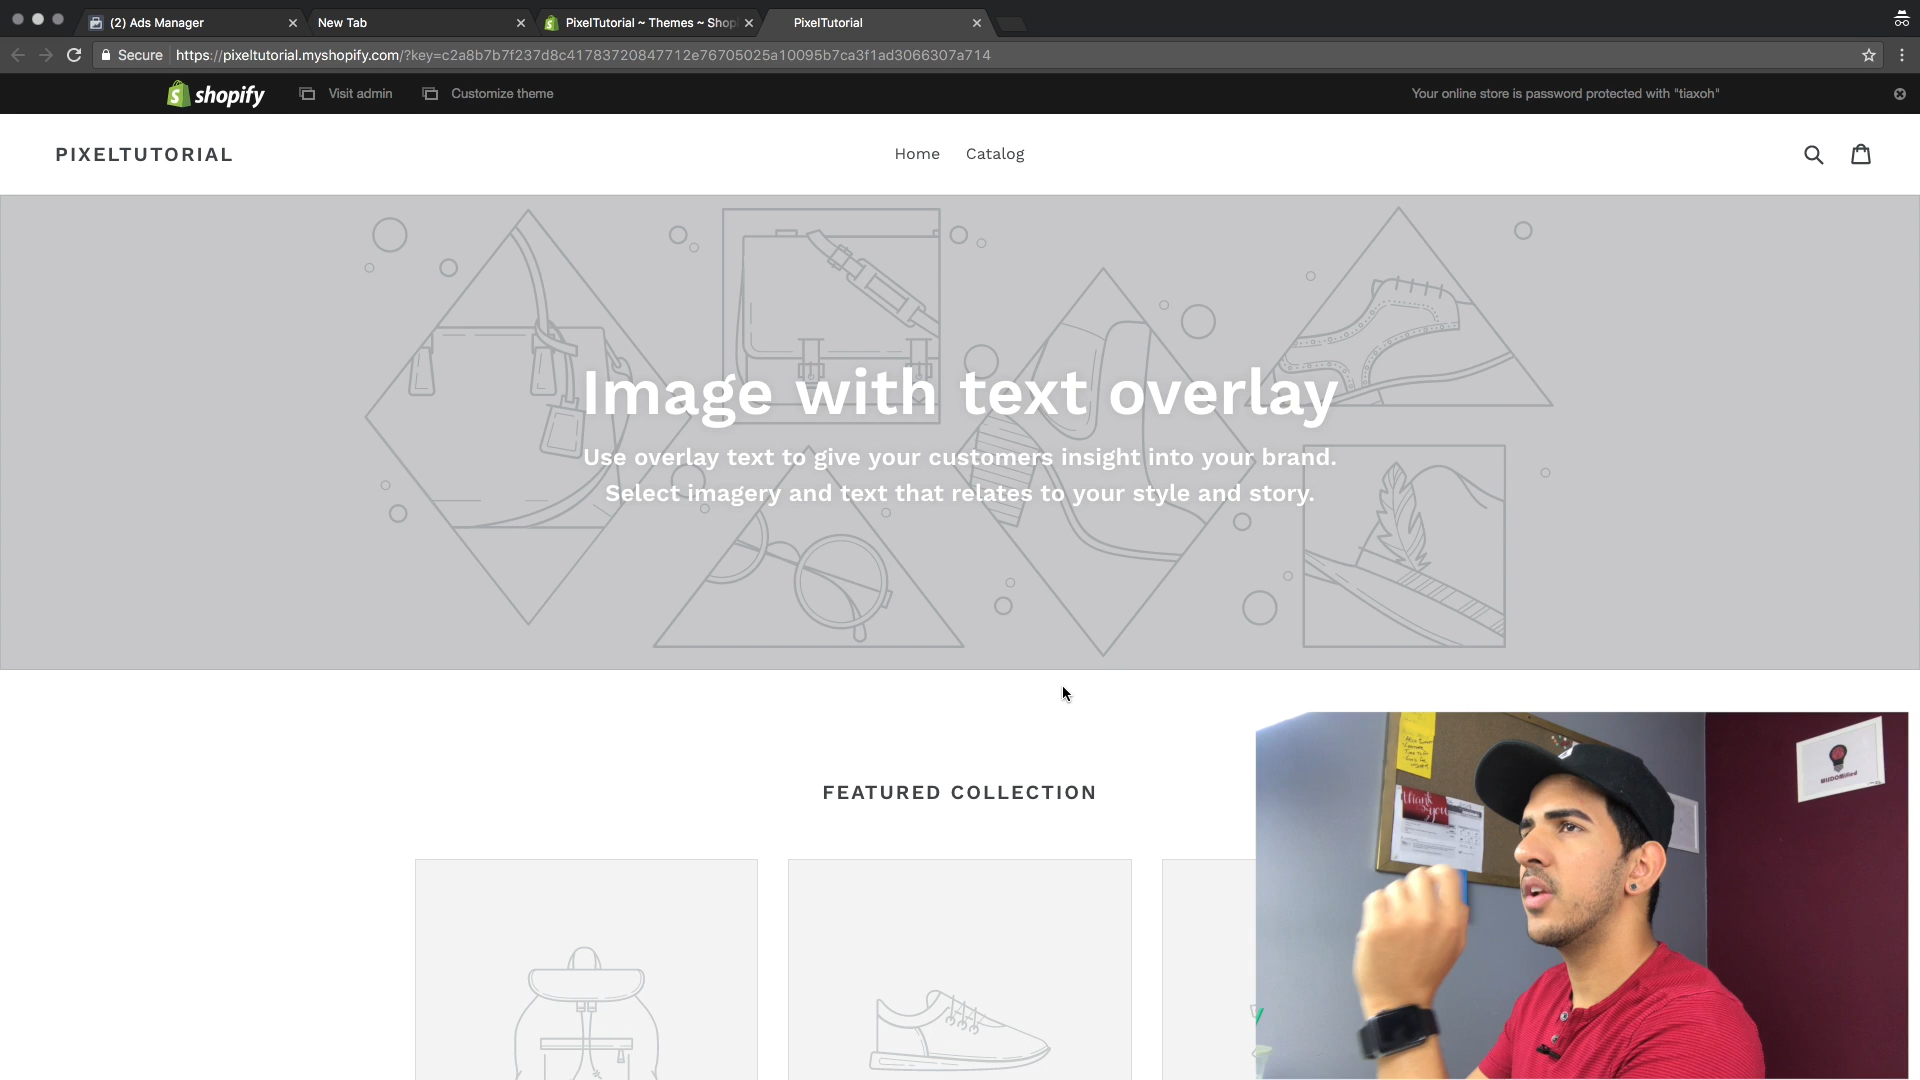 (2) Ads Manager
New Tab
PixelTutorial ~ Themes ~ Shop
PixelTutorial
Secure
https://pixeltutorial.myshopify.com/?key=c2a8b7b7f237d8c41783720847712e76705025a10095b7ca3f1ad3066307a714
shopify
Visit admin
Customize theme
Your online store is password protected with "tiaxoh"
PIXELTUTORIAL
Home
Catalog
Image with text overlay
Use overlay text to give your customers insight into your brand.
Select imagery and text that relates to your style and story.
FEATURED COLLECTION
thank
you